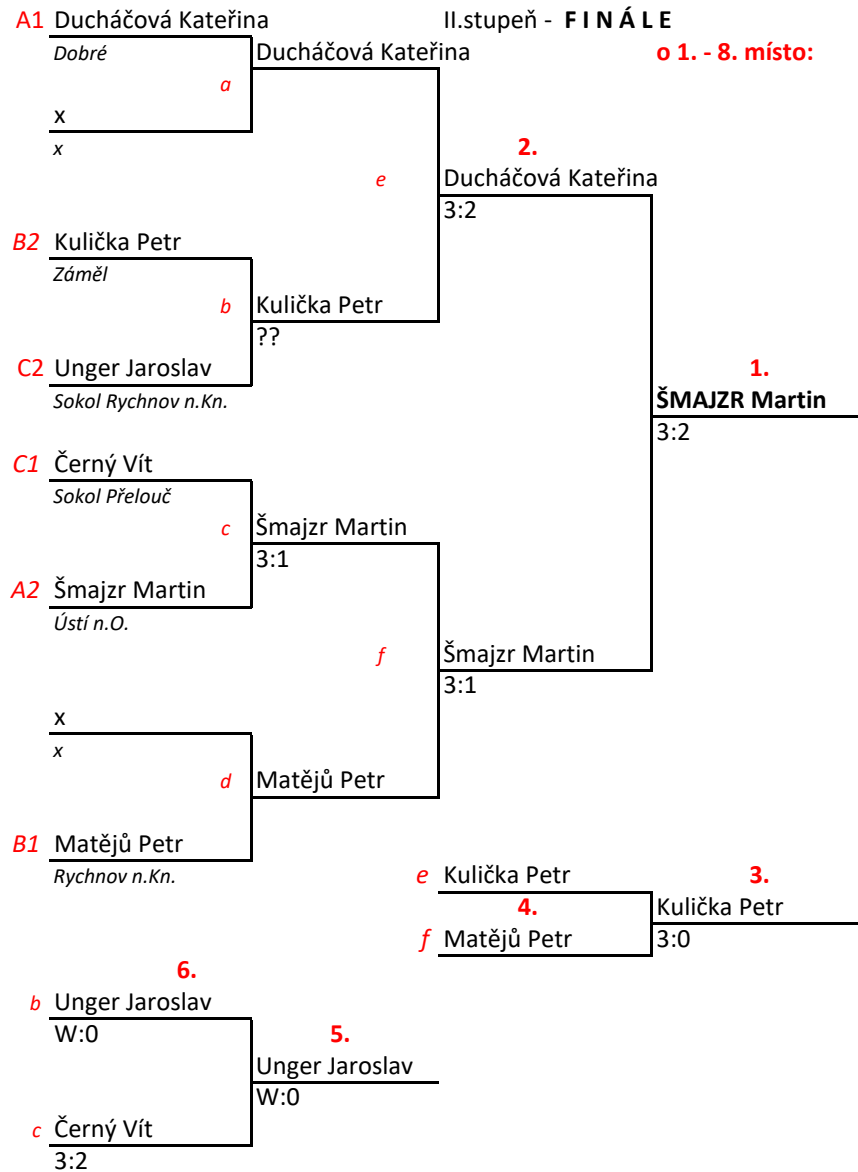 A1 Ducháčová Kateřina
II.stupeň - F I N Á L E
Dobré
Ducháčová Kateřina
o 1. - 8. místo:
a
x
x
2.
e
Ducháčová Kateřina
3:2
B2 Kulička Petr
Záměl
b
Kulička Petr
??
C2 Unger Jaroslav
1.
Sokol Rychnov n.Kn.
ŠMAJZR Martin
3:2
C1 Černý Vít
Sokol Přelouč
c
Šmajzr Martin
3:1
A2 Šmajzr Martin
Ústí n.O.
f
Šmajzr Martin
3:1
x
x
d
Matějů Petr
B1 Matějů Petr
Rychnov n.Kn.
e Kulička Petr
3.
4.
Kulička Petr
f Matějů Petr
3:0
6.
b Unger Jaroslav
W:0
5.
Unger Jaroslav
W:0
c Černý Vít
3:2